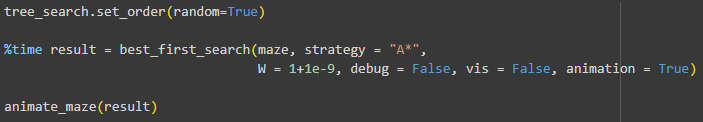 tree_search.set_order(random=True)
%time result = best_first_search(maze, strategy = "A*",
W = 1+1e-9, debug = False, vis = False, animation = True)
animate_maze(result)